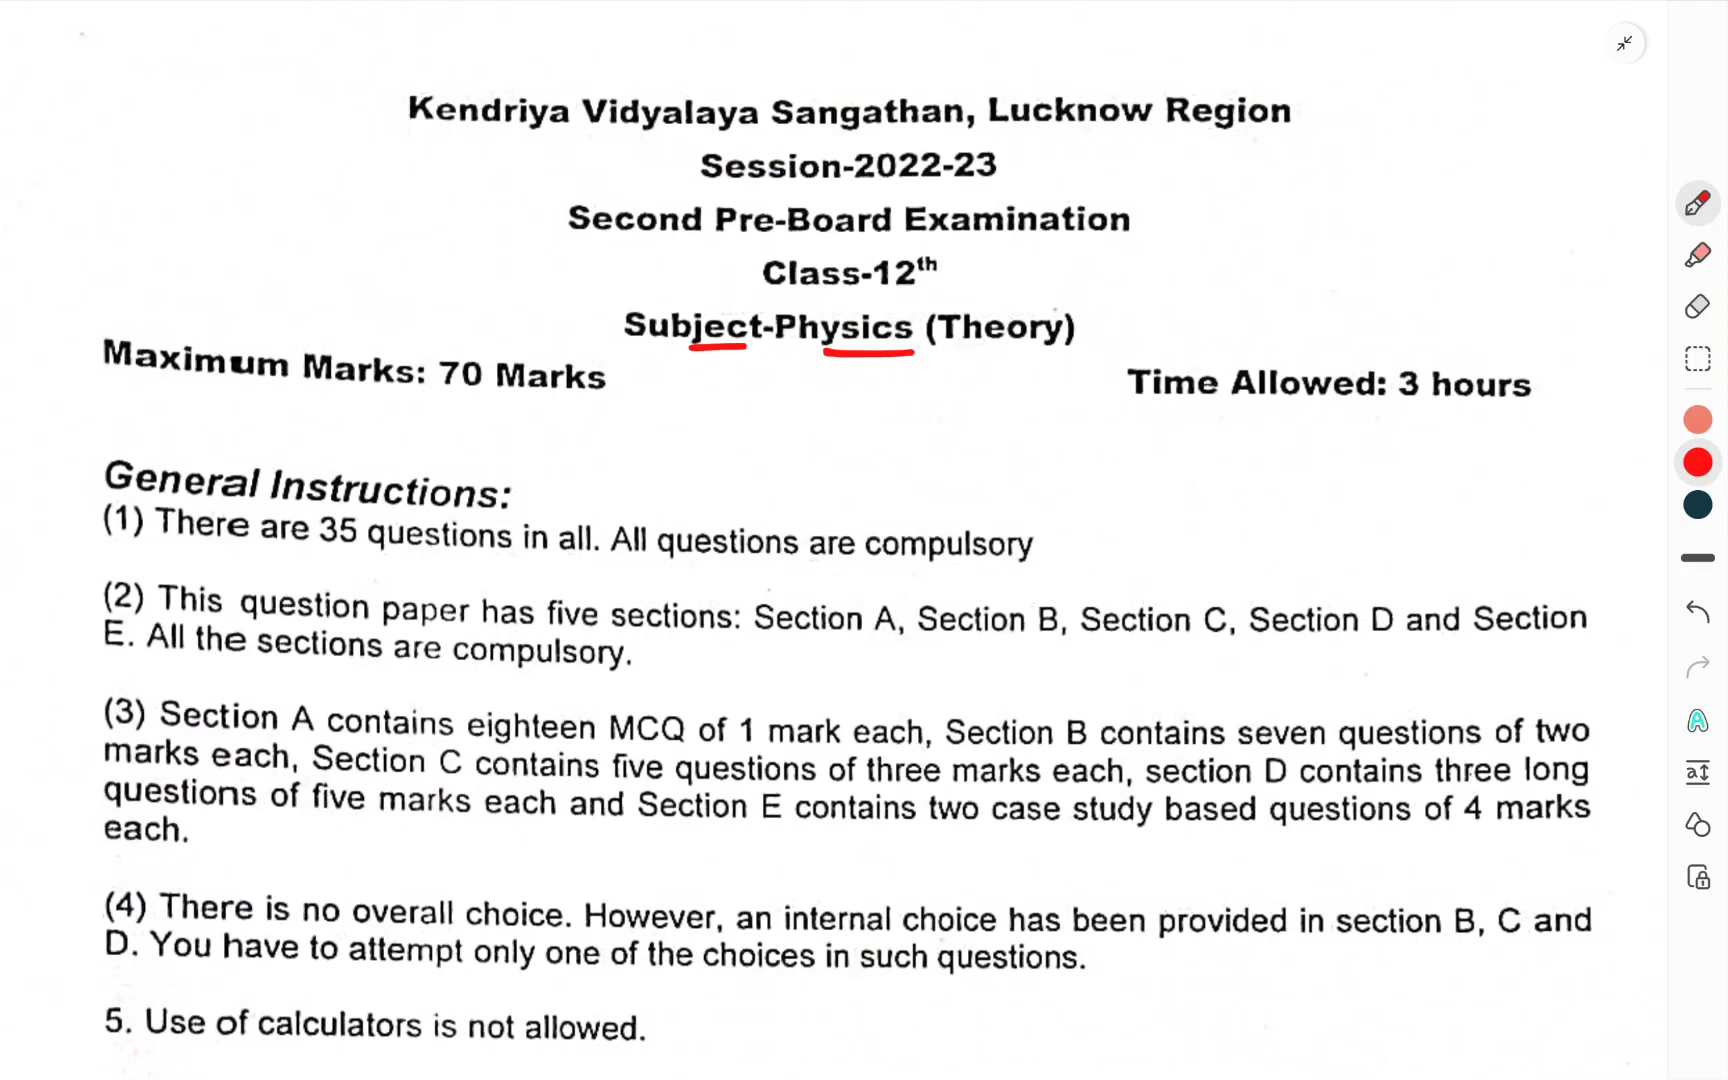 Kendriya Vidyalaya Sangathan, Lucknow Region
Session-2022-23
Second Pre-Board Examination
Class-12th
Subject-Physics (Theory)
Maximum Marks: 70 Marks
Time Allowed: 3 hours
General Instructions:
(1) There are 35 questions in all. All questions are compulsory
(2) This question paper has five sections: Section A, Section B, Section C, Section D and Section
E. All the sections are compulsory.
(3) Section A contains eighteen MCQ of 1 mark each, Section B contains seven questions of two
marks each, Section C contains five questions of three marks each, section D contains three long
questions of five marks each and Section E contains two case study based questions of 4 marks
each.
(4) There is no overall choice. However, an internal choice has been provided in section B, C and
D. You have to attempt only one of the choices in such questions.
5. Use of calculators is not allowed.